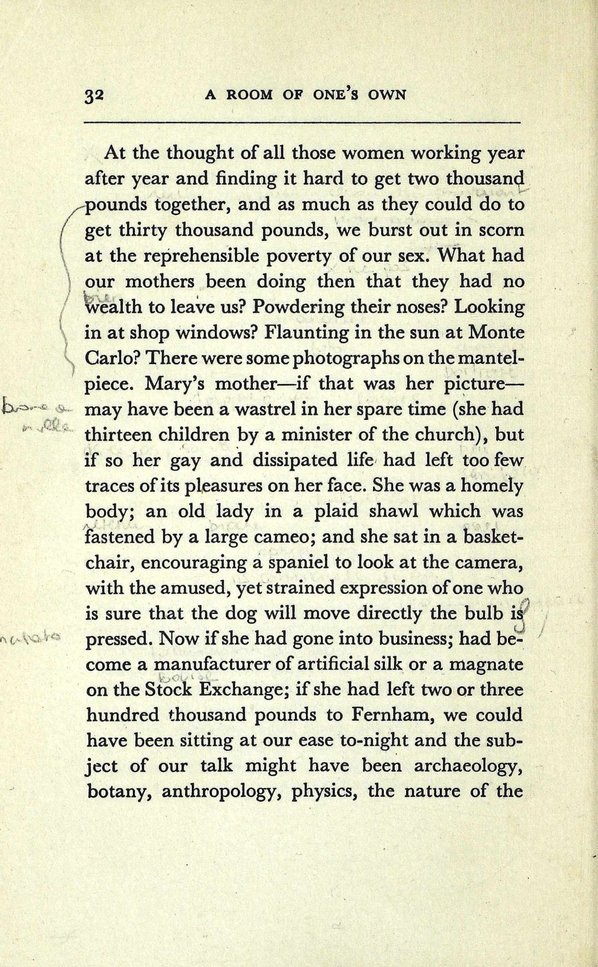 32 A ROOM OF ONE'S OWN
At the thought of all those women working year
after year and finding it hard to get two thousand
pounds together, and as much as they could do to
get thirty thousand pounds, we burst out in scorn
at the reprehensible poverty of our sex. What had
our mothers been doing then that they had no
wealth to leave us? Powdering their noses? Looking
in at shop windows? Flaunting in the sun at Monte
Carlo? There were some photographs on the mantel-
piece. Mary's mother—if that was her picture—
may have been a wastrel in her spare time (she had
thirteen children by a minister of the church), but
if so her gay and dissipated life had left too few
traces of its pleasures on her face. She was a homely
body; an old lady in a plaid shawl which was
fastened by a large cameo; and she sat in a basket-
chair, encouraging a spaniel to look at the camera,
with the amused, yet strained expression of one who
is sure that the dog will move directly the bulb is
pressed. Now if she had gone into business; had be-
come a manufacturer of artificial silk or a magnate
on the Stock Exchange; if she had left two or three
hundred thousand pounds to Fernham, we could
have been sitting at our ease to-night and the sub-
ject of our talk might have been archaeology,
botany, anthropology, physics, the nature of the